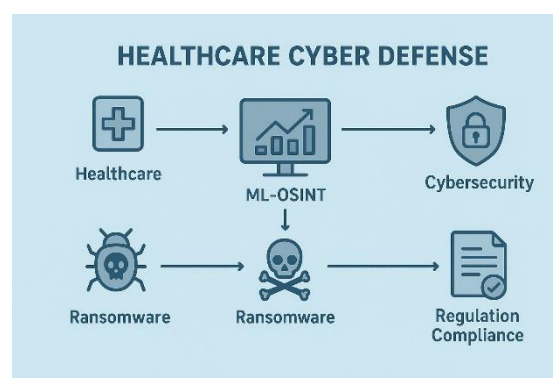 HEALTHCARE CYBER DEFENSE
Healthcare
ML-OSINT
Cybersecurity
Ransomware
Ransomware
Regulation
Compliance